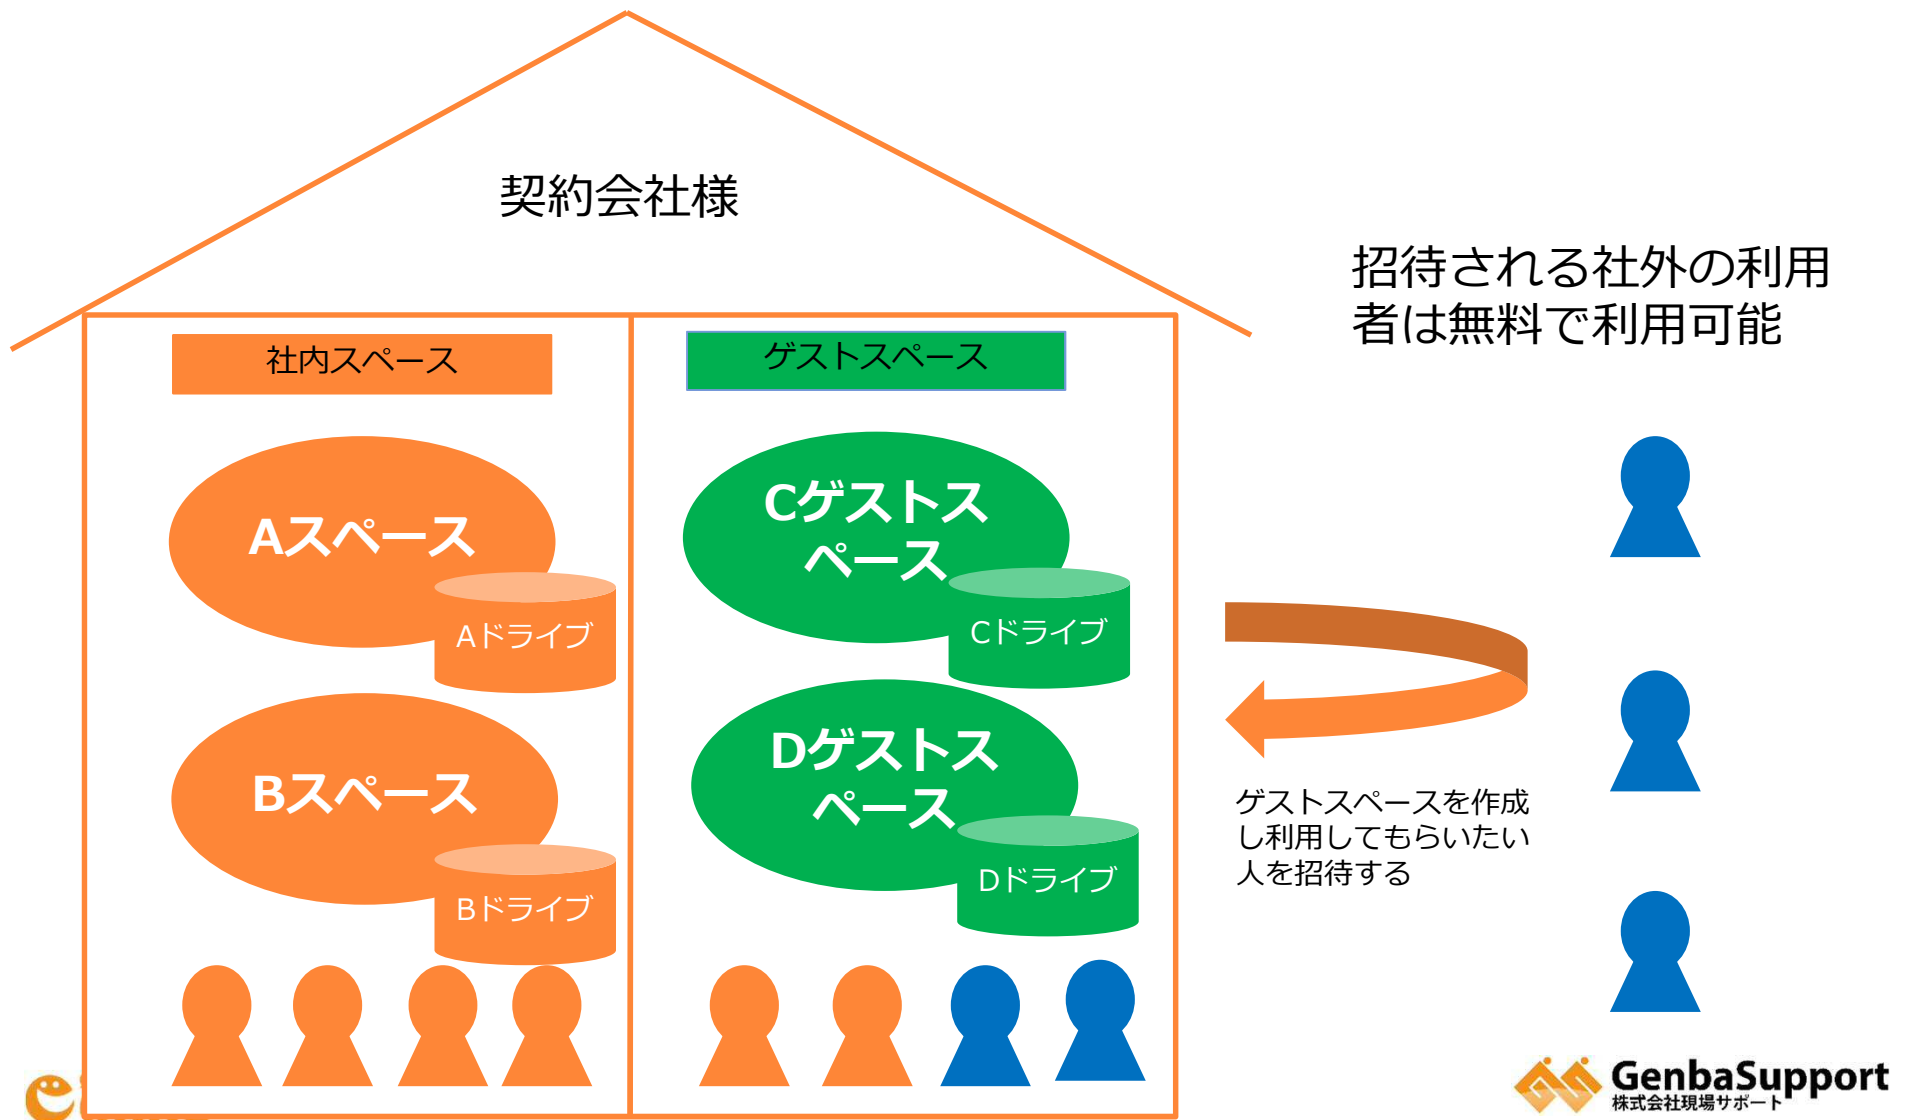 契約会社様
招待される社外の利用
者は無料で利用可能
社内スペース
ゲストスペース
Aスペース
Aドライブ
Bスペース
Bドライブ
Cゲストス
ペース
Cドライブ
Dゲストス
ペース
Dドライブ
ゲストスペースを作成
し利用してもらいたい
人を招待する
GenbaSupport
株式会社現場サポート